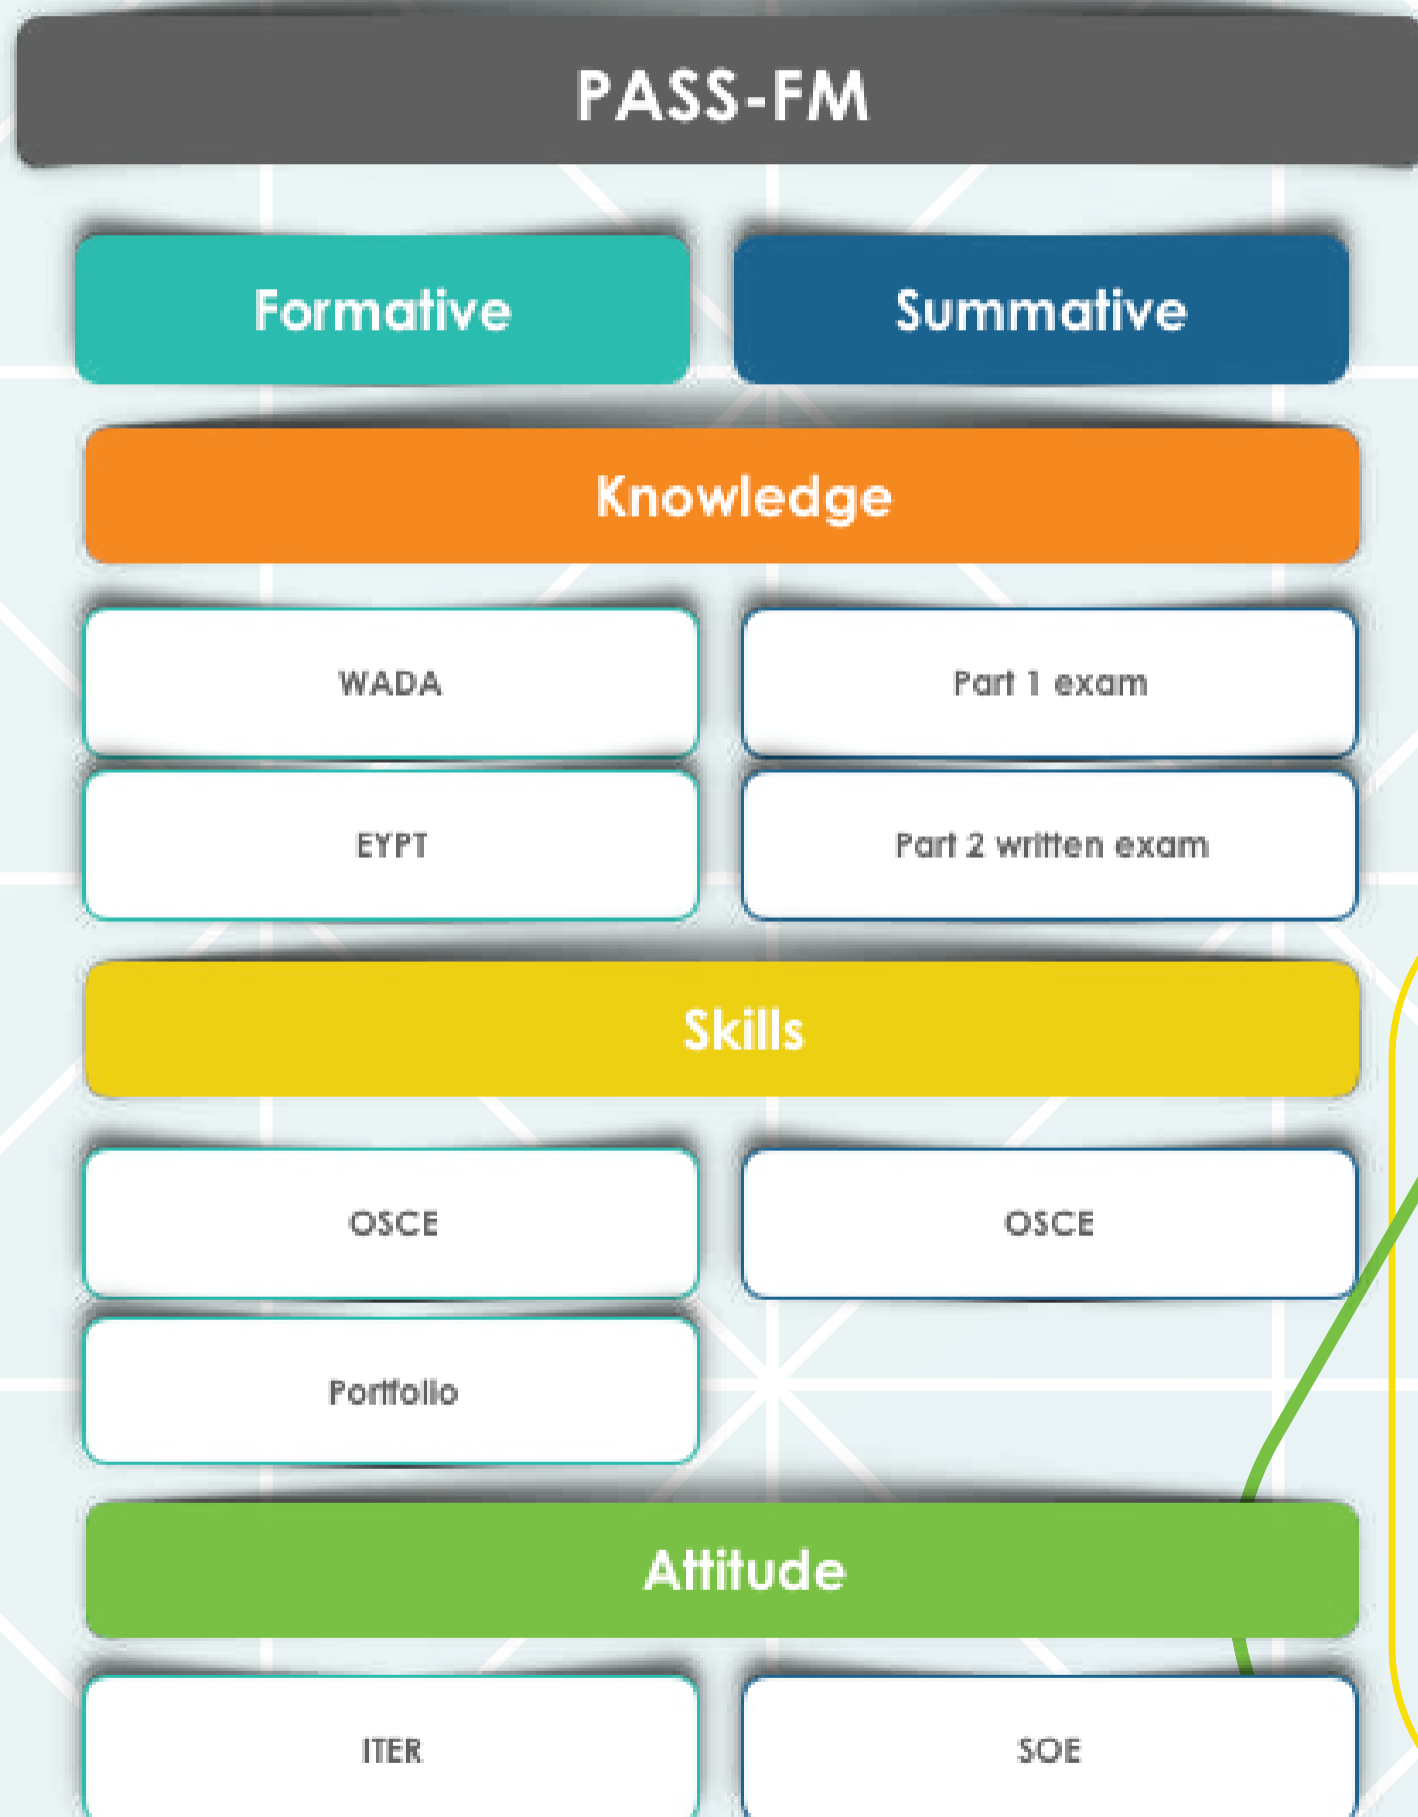 PASS-FM
Formative
Summative
Knowledge
WADA
Part 1 exam
EYPT
Part 2 written exam
Skills
OSCE
OSCE
Portfolio
Attitude
ITER
SOE